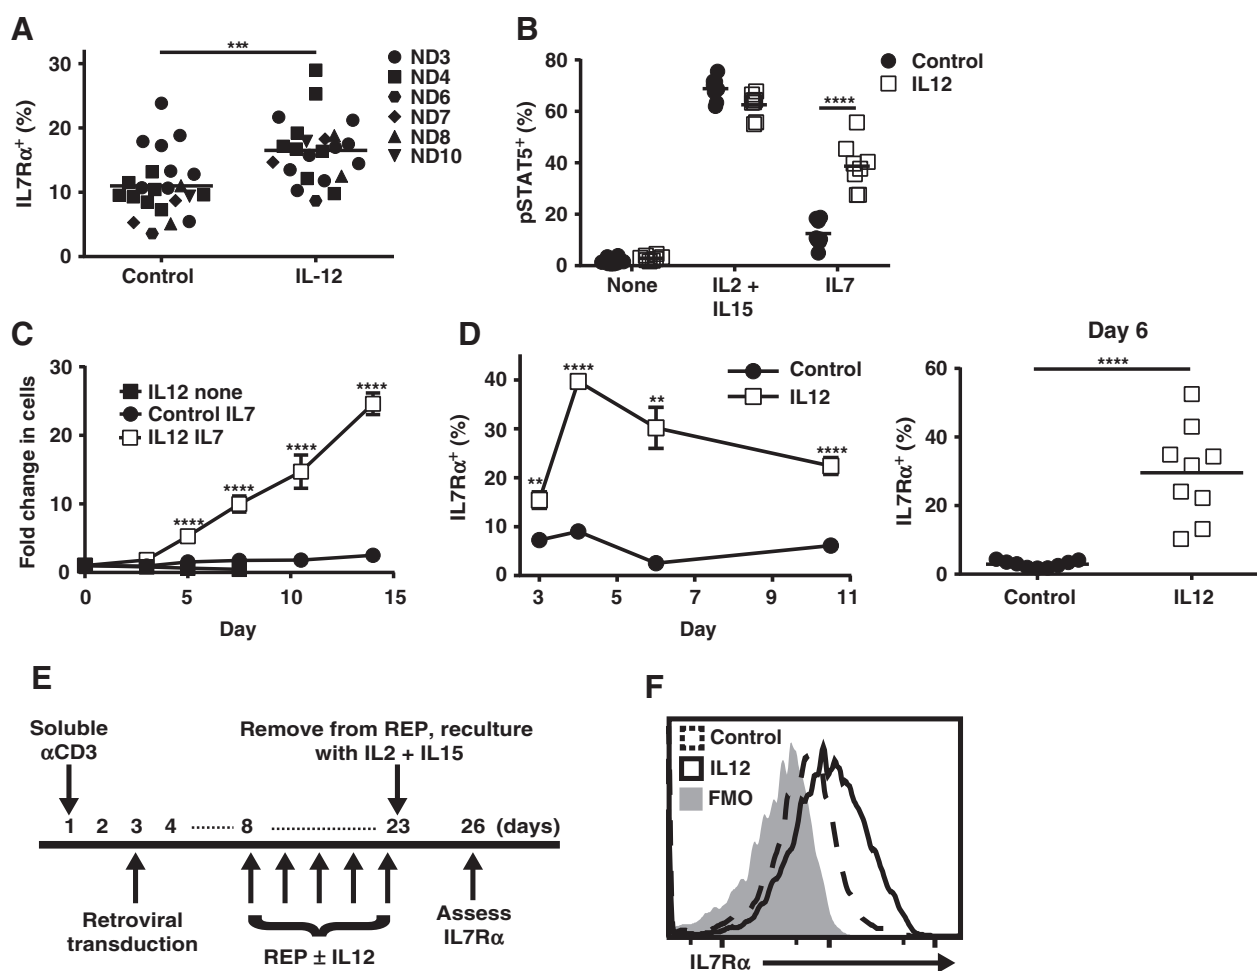 A
***
30
20
10
0
IL7Rα+ (%)
Control
IL-12
ND3
ND4
ND6
ND7
ND8
ND10
B
80
60
40
20
0
pSTAT5+ (%)
****
Control
IL12
None
IL2 +
IL15
IL7
C
30
20
10
0
Fold change in cells
IL12 none
Control IL7
IL12 IL7
****
****
****
****
0
5
10
15
Day
D
40
30
20
10
0
IL7Rα+ (%)
**
****
**
****
Control
IL12
3
5
7
9
11
Day
Day 6
****
60
40
20
0
IL7Rα+ (%)
Control
IL12
E
Soluble
αCD3
Remove from REP, reculture
with IL2 + IL15
1 2 3 4 ........ 8 .................... 23 26 (days)
Retroviral
transduction
REP ± IL12
Assess
IL7Rα
F
Control
IL12
FMO
IL7Rα